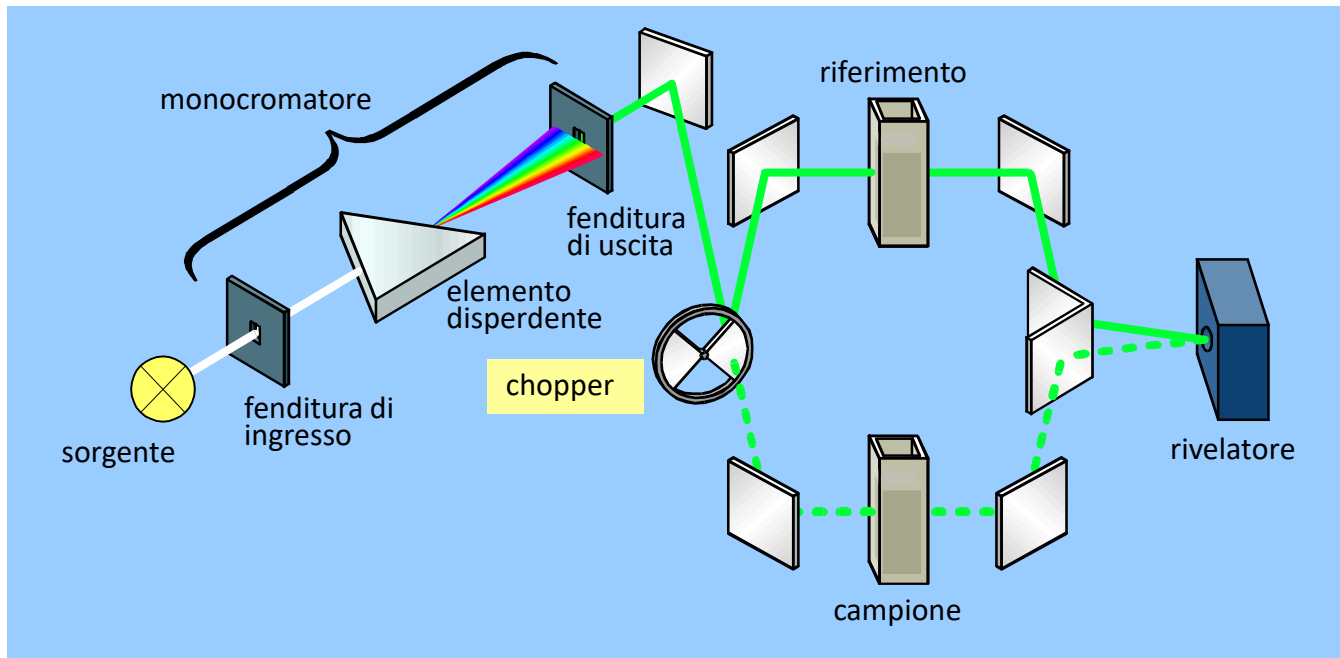 monocromatore
riferimento
fenditura
di uscita
elemento
disperdente
chopper
fenditura di
ingresso
sorgente
rivelatore
campione